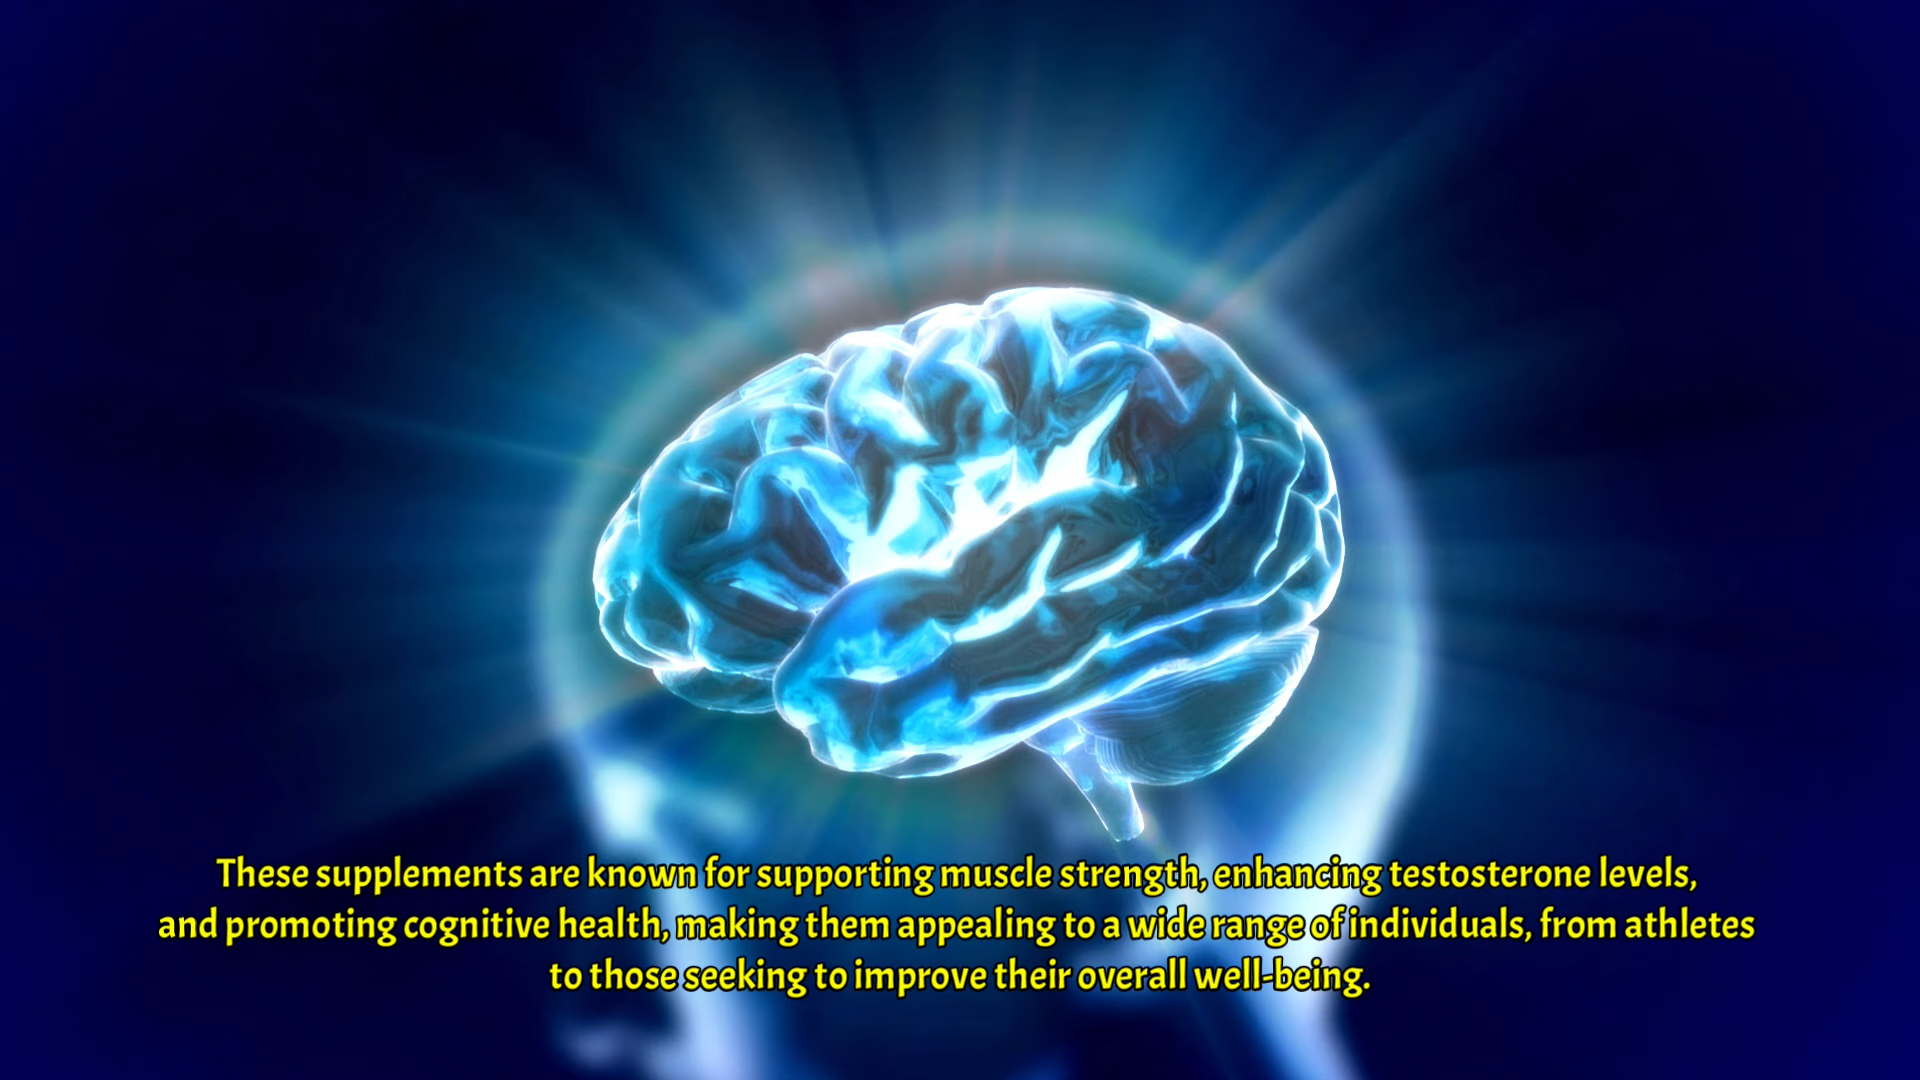 These supplements are known for supporting muscle strength, enhancing testosterone levels,
and promoting cognitive health, making them appealing to a wide range of individuals, from athletes
to those seeking to improve their overall well-being.